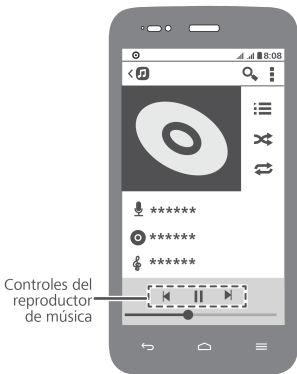 8:08
******
******
******
Controles del
reproductor
de música